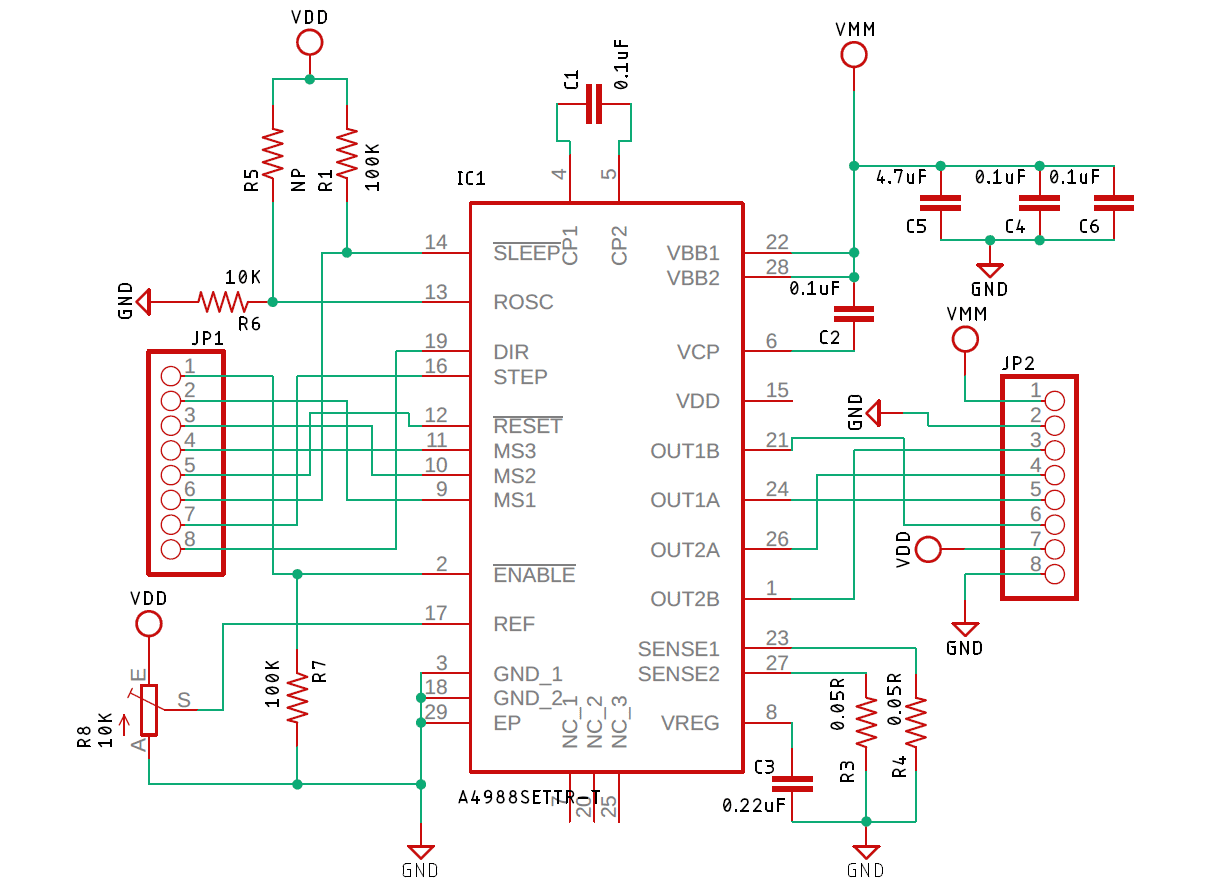 VDD
VMM
C1
0.1uF
R5
NP
R1
100K
IC1
4
5
4.7uF
0.1uF
0.1uF
C5
C4
C6
GND
14
SLEEP
CP1
CP2
VBB1
22
VBB2
28
10K
GND
R6
13
ROSC
0.1uF
C2
VMM
JP1
19
DIR
16
STEP
VCP
6
JP2
1
2
3
4
5
6
7
8
12
RESET
11
MS3
10
MS2
9
MS1
VDD
15
OUT1B
21
OUT1A
24
OUT2A
26
OUT2B
1
GND
1
2
3
4
5
6
7
8
VDD
GND
2
ENABLE
17
REF
VDD
E
S
A
R8
10K
100K
R7
3
GND_1
18
GND_2
29
EP
NC_1
NC_2
NC_3
SENSE1
23
SENSE2
27
VREG
8
0.05R
0.05R
R3
R4
C3
0.22uF
A4988SETTR-T
7
20
25
GND
GND